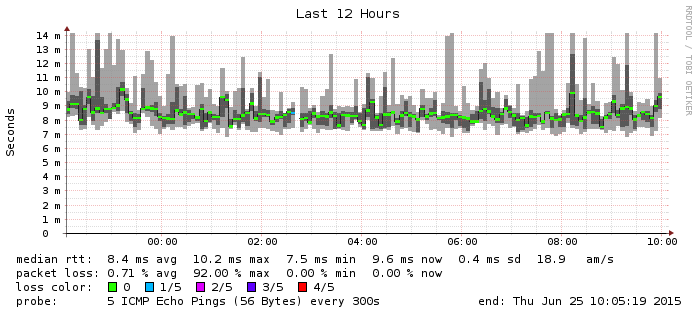 Last 12 Hours
RRDTOOL / TOBI OETIKER
Seconds
14 m
13 m
12 m
11 m
10 m
9 m
8 m
7 m
6 m
5 m
4 m
3 m
2 m
1 m
0
00:00 02:00 04:00 06:00 08:00 10:00
median rtt: 8.4 ms avg 10.2 ms max 7.5 ms min 9.6 ms now 0.4 ms sd 18.9 am/s
packet loss: 0.71 % avg 92.00 % max 0.00 % min 0.00 % now
loss color: 0 1/5 2/5 3/5 4/5
probe: 5 ICMP Echo Pings (56 Bytes) every 300s end: Thu Jun 25 10:05:19 2015